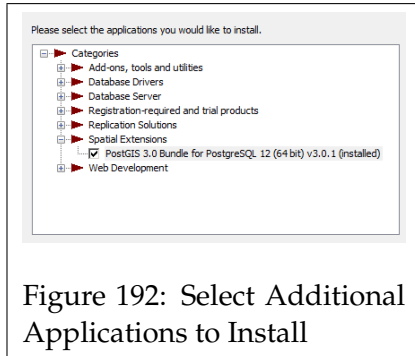 Please select the applications you would like to install.
Categories
Add-ons, tools and utilities
Database Drivers
Database Server
Registration-required and trial products
Replication Solutions
Spatial Extensions
PostGIS 3.0 Bundle for PostgreSQL 12 (64 bit) v3.0.1 (installed)
Web Development
Figure 192: Select Additional
Applications to Install